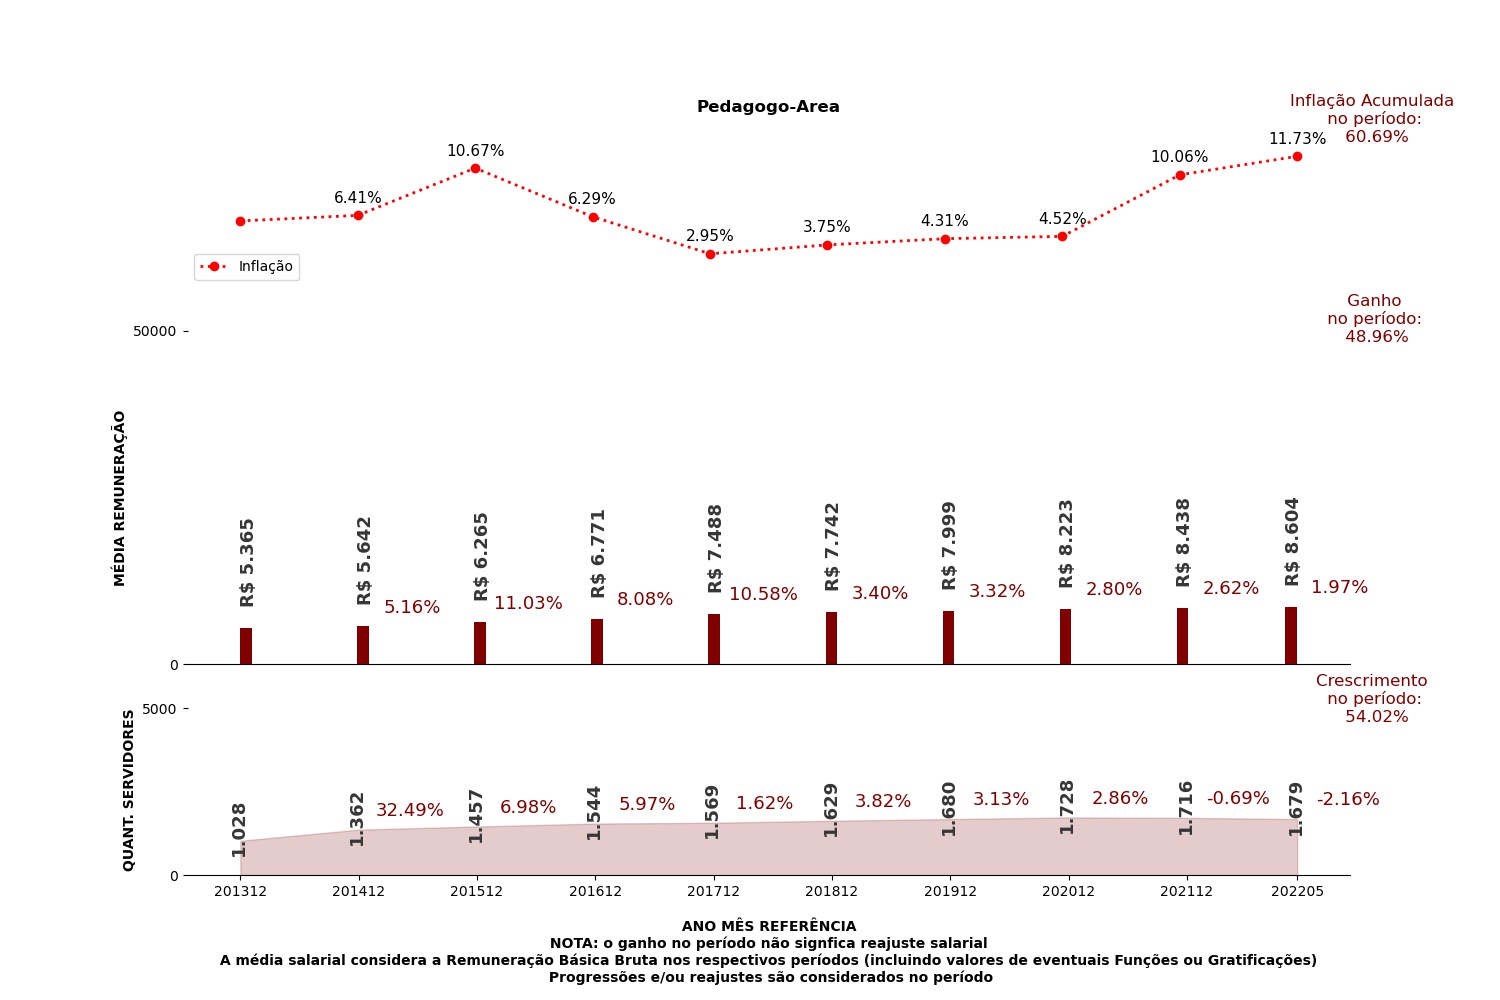 Pedagogo-Area
Inflação Acumulada
no período:
60.69%
6.41%
10.67%
6.29%
2.95%
3.75%
4.31%
4.52%
10.06%
11.73%
Inflação
Ganho
no período:
48.96%
50000
0
MÉDIA REMUNERAÇÃO
R$ 5.365
R$ 5.642
R$ 6.265
R$ 6.771
R$ 7.488
R$ 7.742
R$ 7.999
R$ 8.223
R$ 8.438
R$ 8.604
5.16%
11.03%
8.08%
10.58%
3.40%
3.32%
2.80%
2.62%
1.97%
Crescrimento
no período:
54.02%
5000
0
QUANT. SERVIDORES
1.028
1.362
1.457
1.544
1.569
1.629
1.680
1.728
1.716
1.679
32.49%
6.98%
5.97%
1.62%
3.82%
3.13%
2.86%
-0.69%
-2.16%
201312
201412
201512
201612
201712
201812
201912
202012
202112
202205
ANO MÊS REFERÊNCIA
NOTA: o ganho no período não signfica reajuste salarial
A média salarial considera a Remuneração Básica Bruta nos respectivos períodos (incluindo valores de eventuais Funções ou Gratificações)
Progressões e/ou reajustes são considerados no período